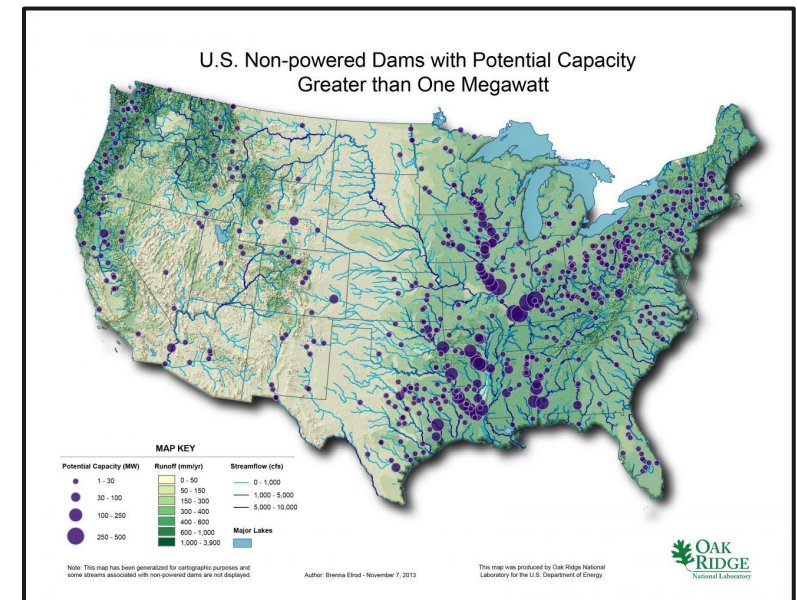 U.S. Non-powered Dams with Potential Capacity
Greater than One Megawatt
MAP KEY
Potential Capacity (MW)
1 - 30
30 - 100
100 - 250
250 - 500
Runoff (mm/yr)
0 - 50
50 - 150
150 - 300
300 - 400
400 - 600
600 - 1,000
1,000 - 3,900
Streamflow (cfs)
0 - 1,000
1,000 - 5,000
5,000 - 10,000
Major Lakes
Note: This map has been generalized for cartographic purposes and
some streams associated with non-powered dams are not displayed.
Author: Brenna Elrod - November 7, 2013
This map was produced by Oak Ridge National
Laboratory for the U.S. Department of Energy.
OAK
RIDGE
National Laboratory